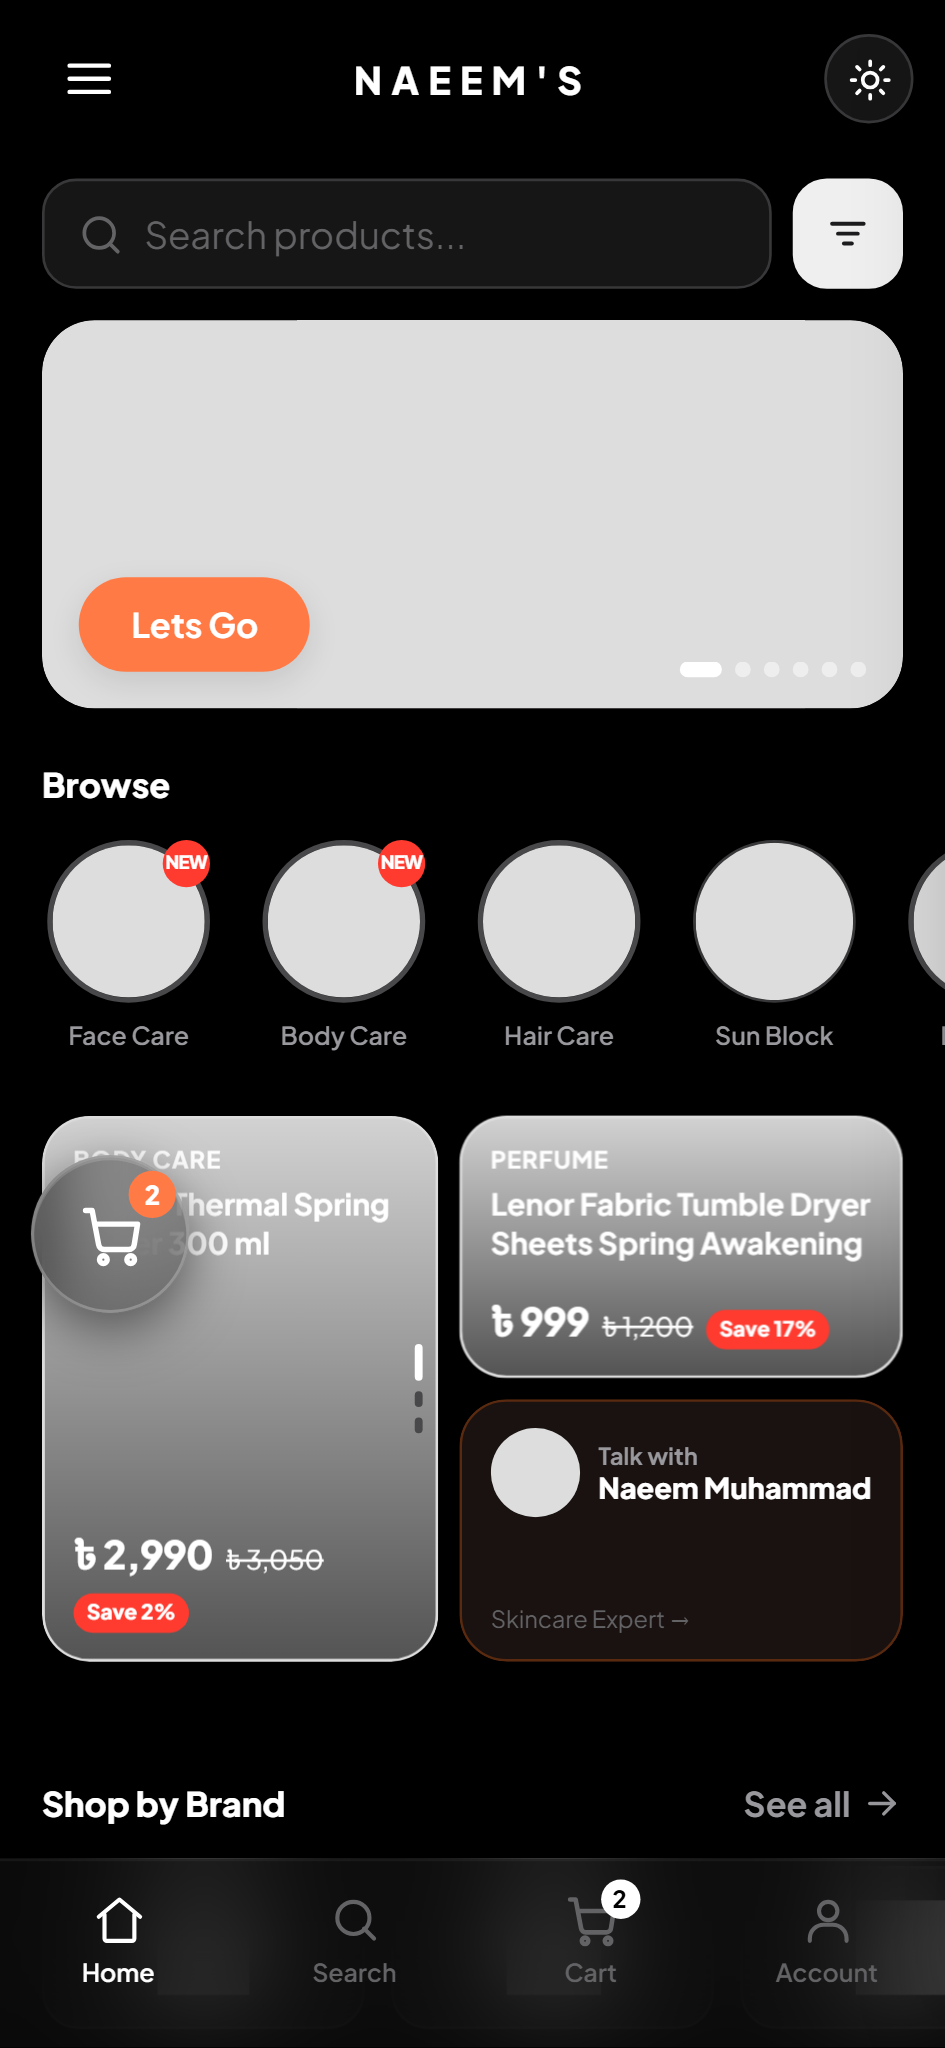 NAEEM'S
Search products...
Lets Go
Browse
NEW
NEW
Face Care
Body Care
Hair Care
Sun Block
BODY CARE
2
Thermal Spring
300 ml
৳ 2,990 ৳ 3,050
Save 2%
PERFUME
Lenor Fabric Tumble Dryer
Sheets Spring Awakening
৳ 999 ৳ 1,200 Save 17%
Talk with
Naeem Muhammad
Skincare Expert →
Shop by Brand
See all →
2
Home
Search
Cart
Account